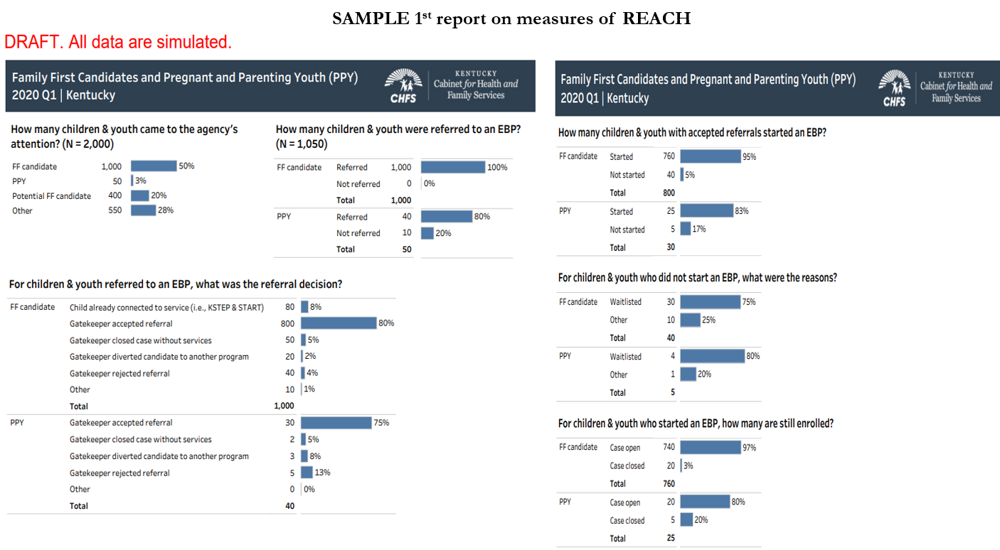 SAMPLE 1st report on measures of REACH
DRAFT. All data are simulated.
Family First Candidates and Pregnant and Parenting Youth (PPY)
2020 Q1 | Kentucky
CHFS
KENTUCKY
Cabinet for Health and
Family Services
How many children & youth came to the agency's
attention? (N = 2,000)
FF candidate 1,000 50%
PPY 50 3%
Potential FF candidate 400 20%
Other 550 28%
How many children & youth were referred to an EBP?
(N = 1,050)
FF candidate Referred 1,000 100%
Not referred 0 0%
Total 1,000
PPY Referred 40 80%
Not referred 10 20%
Total 50
For children & youth referred to an EBP, what was the referral decision?
FF candidate Child already connected to service (i.e., KSTEP & START) 80 8%
Gatekeeper accepted referral 800 80%
Gatekeeper closed case without services 50 5%
Gatekeeper diverted candidate to another program 20 2%
Gatekeeper rejected referral 40 4%
Other 10 1%
Total 1,000
PPY Gatekeeper accepted referral 30 75%
Gatekeeper closed case without services 2 5%
Gatekeeper diverted candidate to another program 3 8%
Gatekeeper rejected referral 5 13%
Other 0 0%
Total 40
Family First Candidates and Pregnant and Parenting Youth (PPY)
2020 Q1 | Kentucky
CHFS
KENTUCKY
Cabinet for Health and
Family Services
How many children & youth with accepted referrals started an EBP?
FF candidate Started 760 95%
Not started 40 5%
Total 800
PPY Started 25 83%
Not started 5 17%
Total 30
For children & youth who did not start an EBP, what were the reasons?
FF candidate Waitlisted 30 75%
Other 10 25%
Total 40
PPY Waitlisted 4 80%
Other 1 20%
Total 5
For children & youth who started an EBP, how many are still enrolled?
FF candidate Case open 740 97%
Case closed 20 3%
Total 760
PPY Case open 20 80%
Case closed 5 20%
Total 25